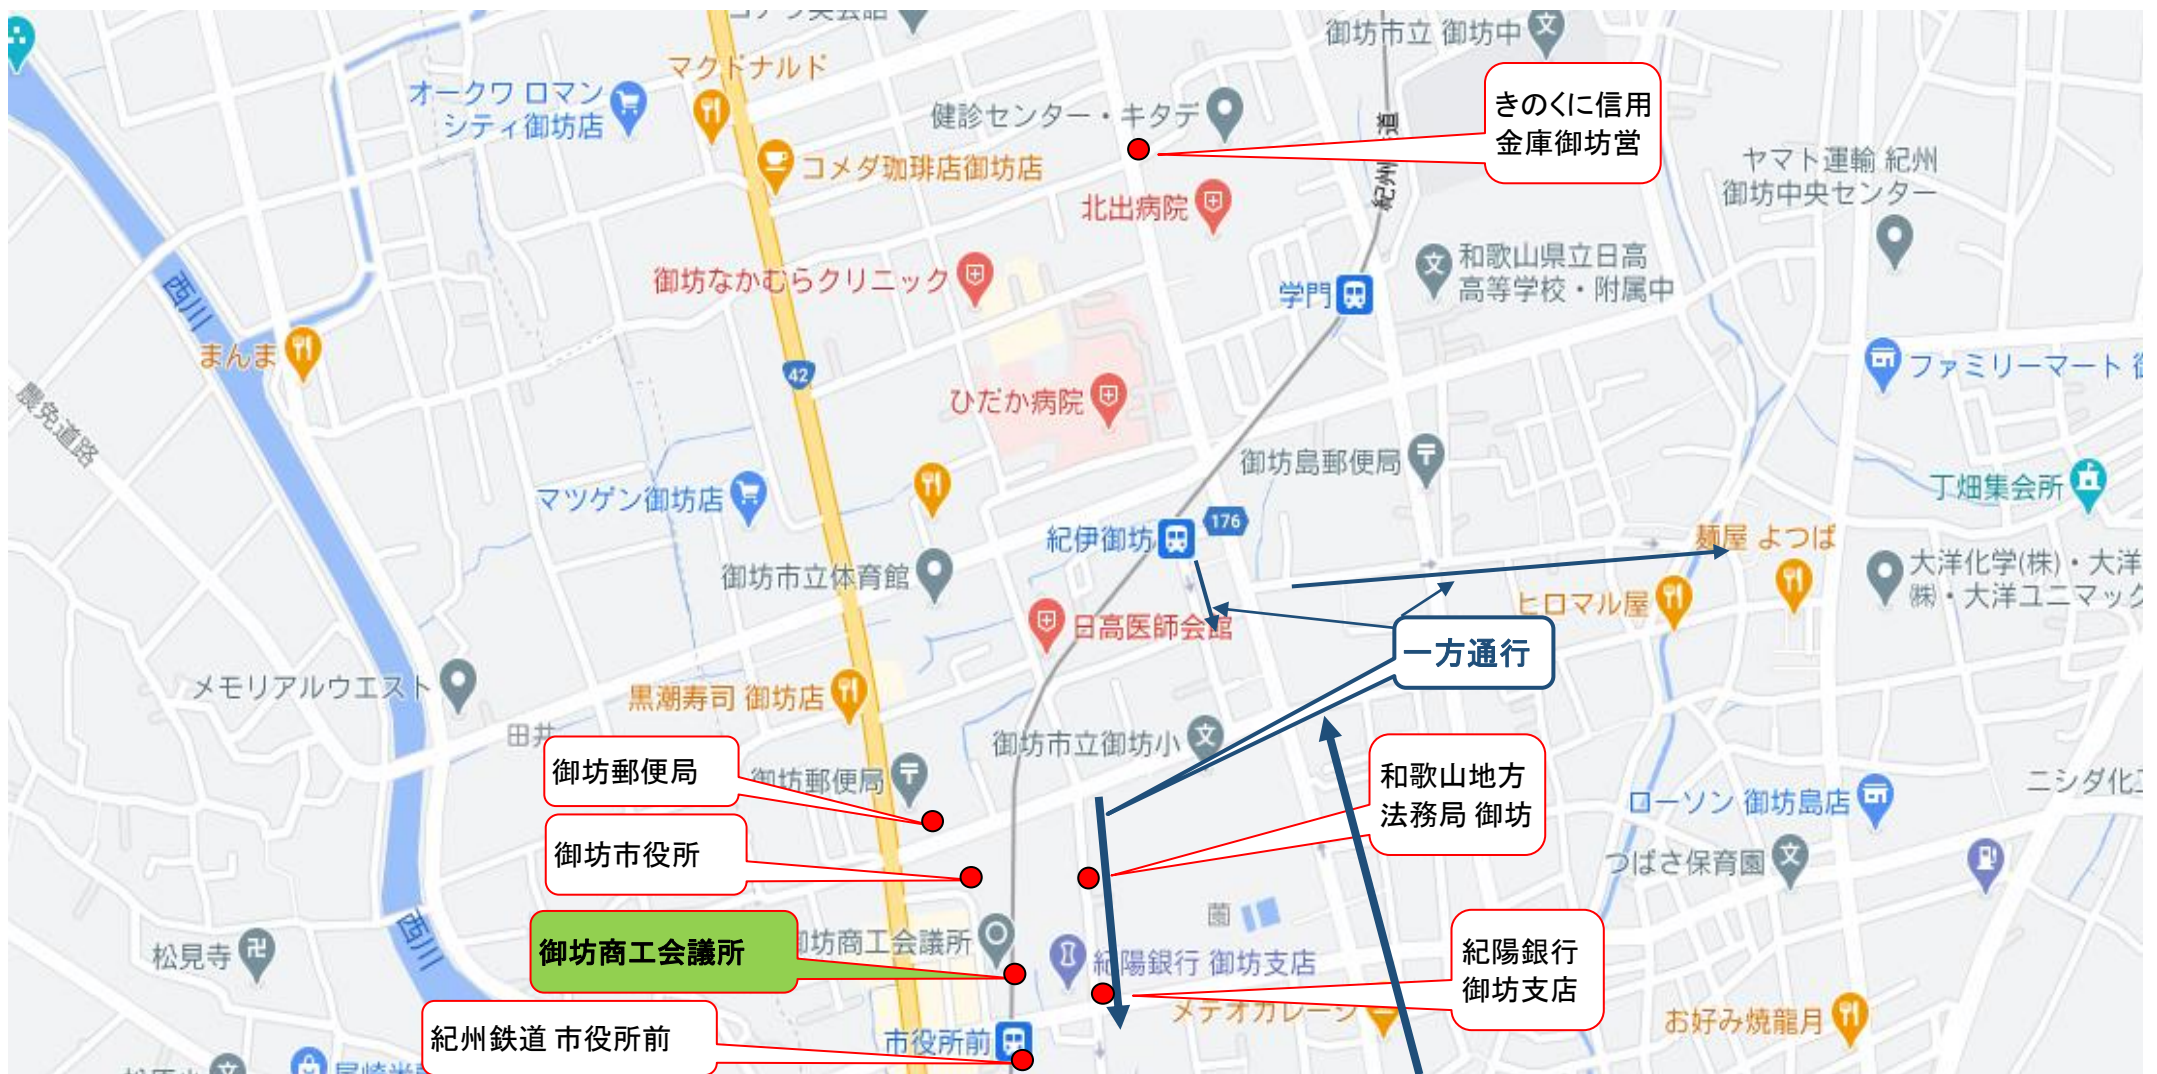 御坊市立 御坊中
マクドナルド
オークワ ロマン
シティ御坊店
健診センター・キタデ
きのくに信用
金庫御坊営
コメダ珈琲店御坊店
紀州
道
ヤマト運輸 紀州
御坊中央センター
北出病院
和歌山県立日高
高等学校・附属中
御坊なかむらクリニック
学門
西川
まんま
42
ファミリーマート 御
農免道路
ひだか病院
御坊島郵便局
マツゲン御坊店
丁畑集会所
紀伊御坊
176
麺屋 よつば
御坊市立体育館
大洋化学(株)・大洋
(株)・大洋ユニマック
ヒロマル屋
日高医師会館
一方通行
メモリアルウエスト
黒潮寿司 御坊店
田井
御坊市立御坊小
御坊郵便局
御坊郵便局
和歌山地方
法務局 御坊
ニシダ化工
ローソン 御坊島店
御坊市役所
つばさ保育園
薗
御坊商工会議所
御坊商工会議所
松見寺
西川
紀陽銀行 御坊支店
紀陽銀行
御坊支店
メテオガレージ
お好み焼龍月
紀州鉄道 市役所前
市役所前